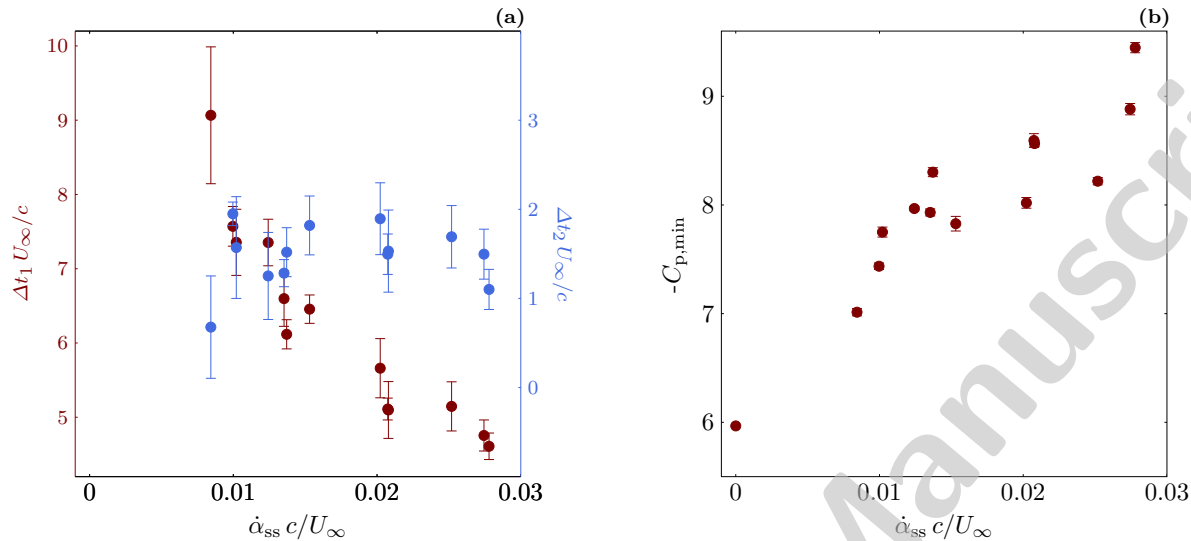 (a)
10
9
8
7
6
5
Δt₁ U∞/c
3
2
1
0
Δt₂ U∞/c
0 0.01 0.02 0.03
α̇ss c/U∞
(b)
9
8
7
6
-Cp,min
0 0.01 0.02 0.03
α̇ss c/U∞
Manuscri